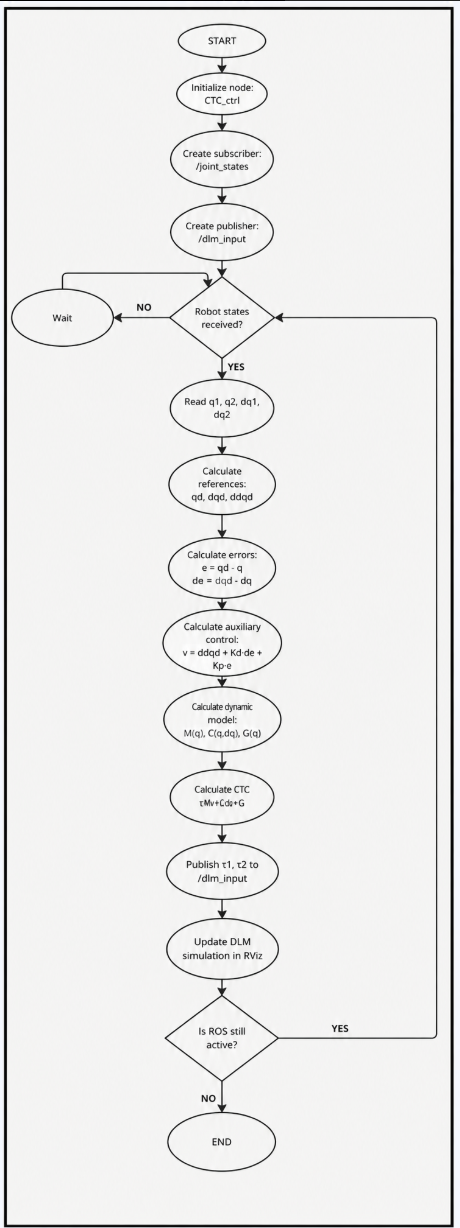 START
Initialize node:
CTC_ctrl
Create subscriber:
/joint_states
Create publisher:
/dlm_input
Wait
NO
Robot states
received?
YES
Read q1, q2, dq1,
dq2
Calculate
references:
qd, dqd, ddqd
Calculate errors:
e = qd - q
de = dqd - dq
Calculate auxiliary
control:
v = ddqd + Kd·de +
Kp·e
Calculate dynamic
model:
M(q), C(q,dq), G(q)
Calculate CTC
τMv+Cdq+G
Publish τ1, τ2 to
/dlm_input
Update DLM
simulation in RViz
Is ROS still
active?
YES
NO
END